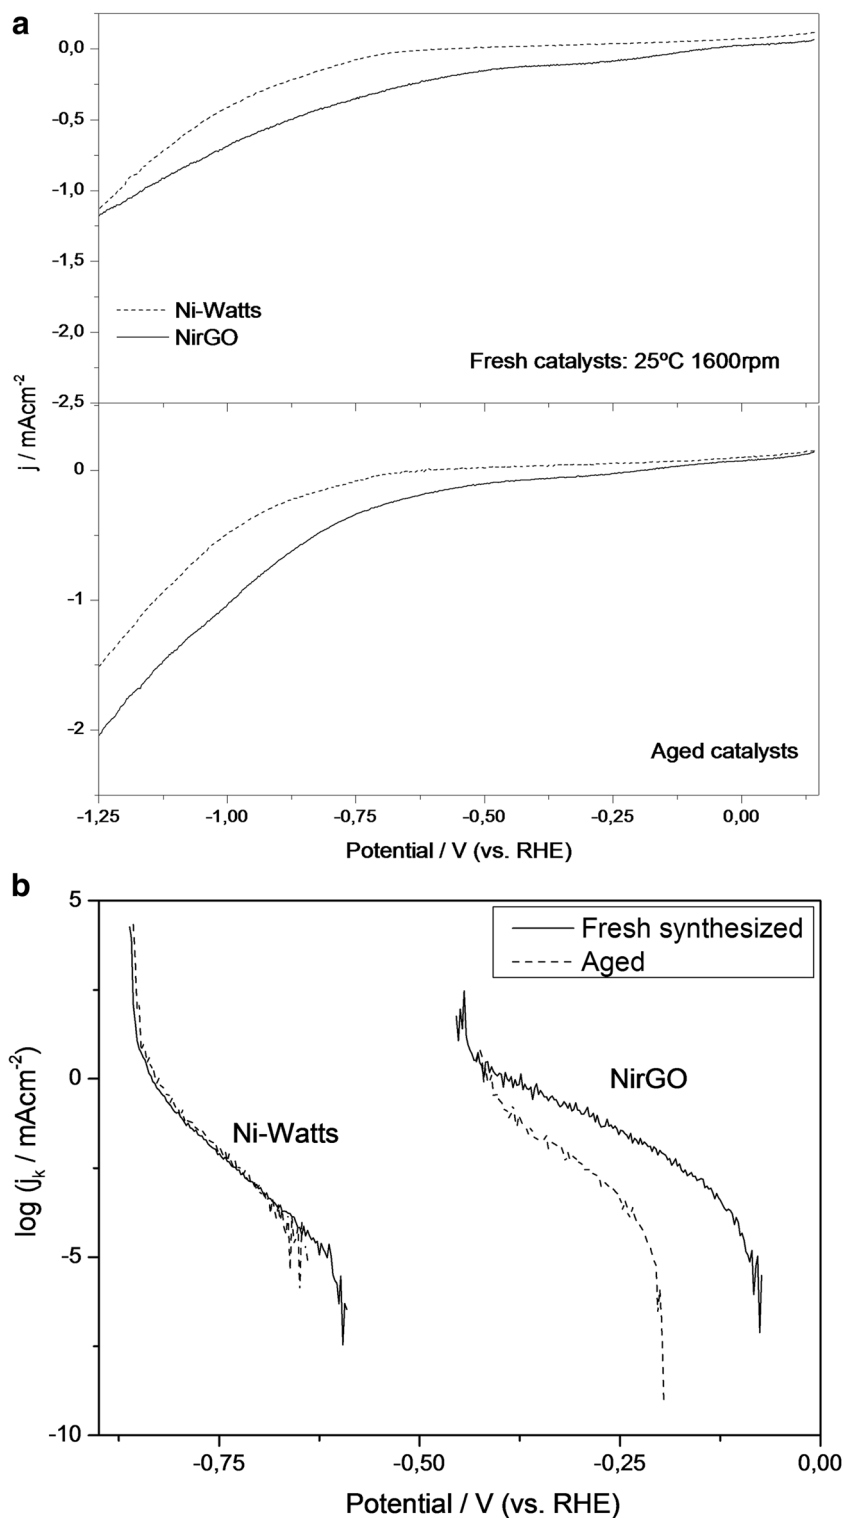 a
0,0
-0,5
-1,0
-1,5
-2,0
-2,5
Ni-Watts
NirGO
Fresh catalysts: 25ºC 1600rpm
j / mAcm-2
0
-1
-2
Aged catalysts
-1,25 -1,00 -0,75 -0,50 -0,25 0,00
Potential / V (vs. RHE)
b
5
0
-5
-10
Fresh synthesized
Aged
NirGO
Ni-Watts
log (jk / mAcm-2)
-0,75 -0,50 -0,25 0,00
Potential / V (vs. RHE)